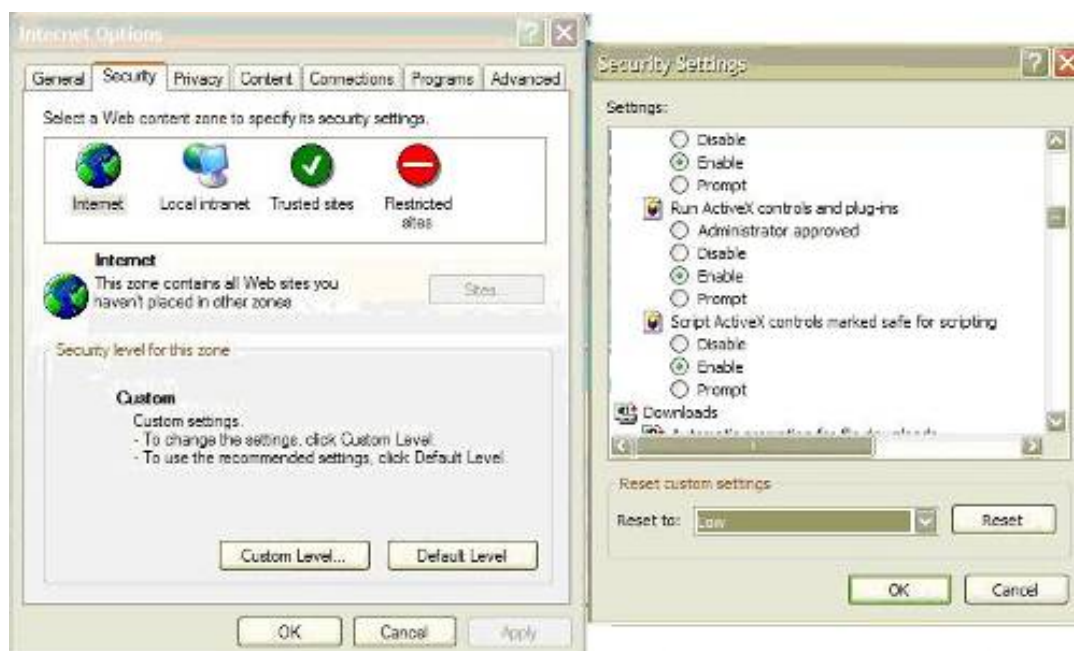 Internet Options
General Security Privacy Content Connections Programs Advanced
Select a Web content zone to specify its security settings.
Internet Local intranet Trusted sites Restricted
sites
Internet
This zone contains all Web sites you
haven't placed in other zones
Sites...
Security level for this zone
Custom
Custom settings.
- To change the settings, click Custom Level.
- To use the recommended settings, click Default Level.
Custom Level... Default Level
OK Cancel Apply
Security Settings
Settings:
Disable
Enable
Prompt
Run ActiveX controls and plug-ins
Administrator approved
Disable
Enable
Prompt
Script ActiveX controls marked safe for scripting
Disable
Enable
Prompt
Downloads
Automatic prompting for file downloads
Reset custom settings
Reset to: Low Reset
OK Cancel